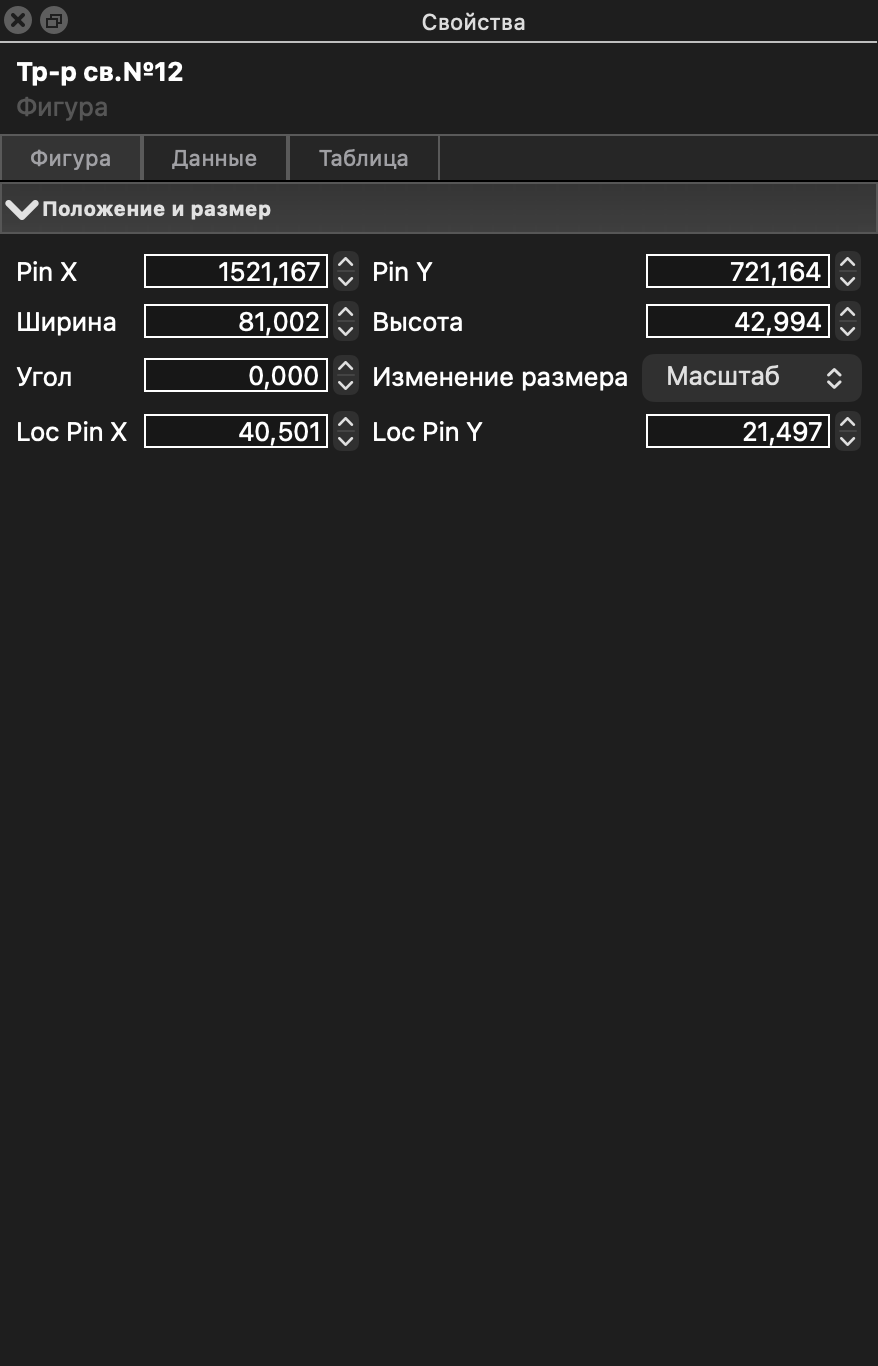 Свойства
Тр-р св.№12
Фигура
Фигура Данные Таблица
Положение и размер
Pin X 1521,167 Pin Y 721,164
Ширина 81,002 Высота 42,994
Угол 0,000 Изменение размера Масштаб
Loc Pin X 40,501 Loc Pin Y 21,497